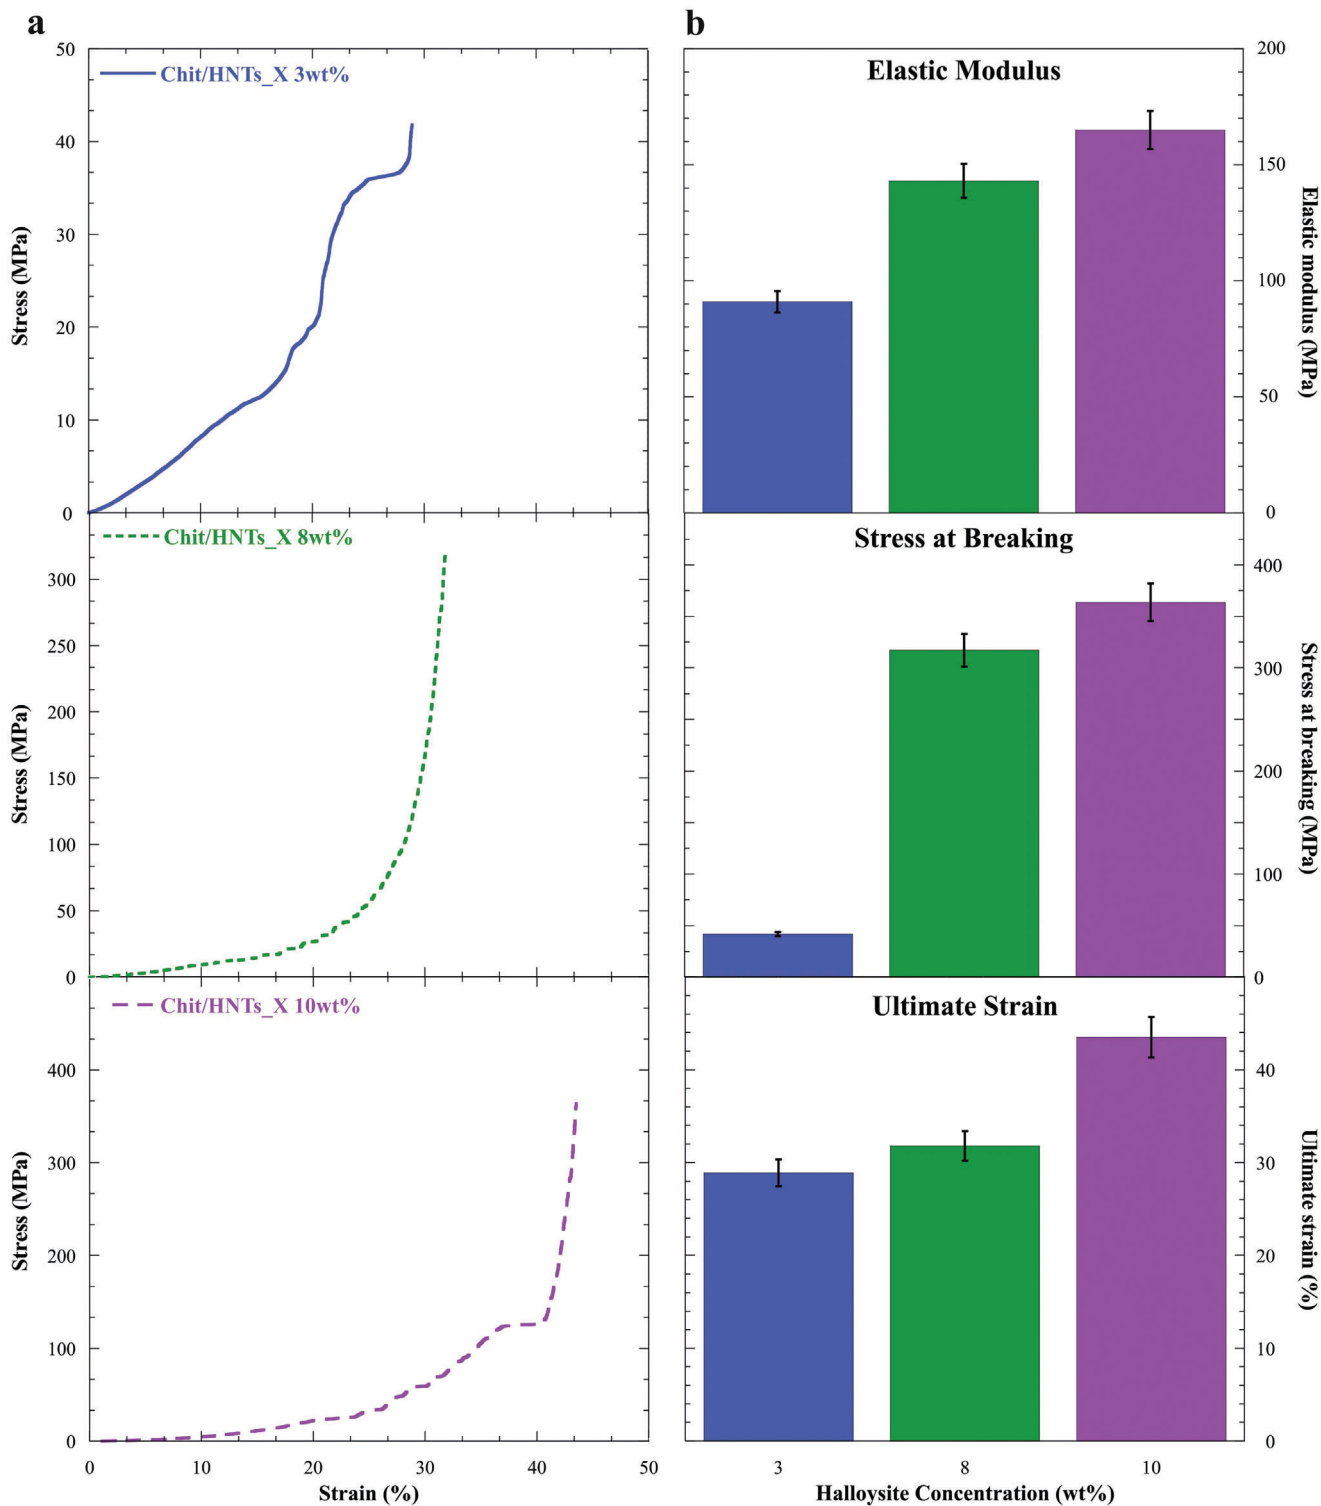 a
Chit/HNTs_X 3wt%
50
40
30
20
10
0
Stress (MPa)
Chit/HNTs_X 8wt%
300
250
200
150
100
50
0
Stress (MPa)
Chit/HNTs_X 10wt%
400
300
200
100
0
Stress (MPa)
0 10 20 30 40 50
Strain (%)
b
Elastic Modulus
200
150
100
50
0
Elastic modulus (MPa)
Stress at Breaking
400
300
200
100
0
Stress at breaking (MPa)
Ultimate Strain
40
30
20
10
0
Ultimate strain (%)
3 8 10
Halloysite Concentration (wt%)